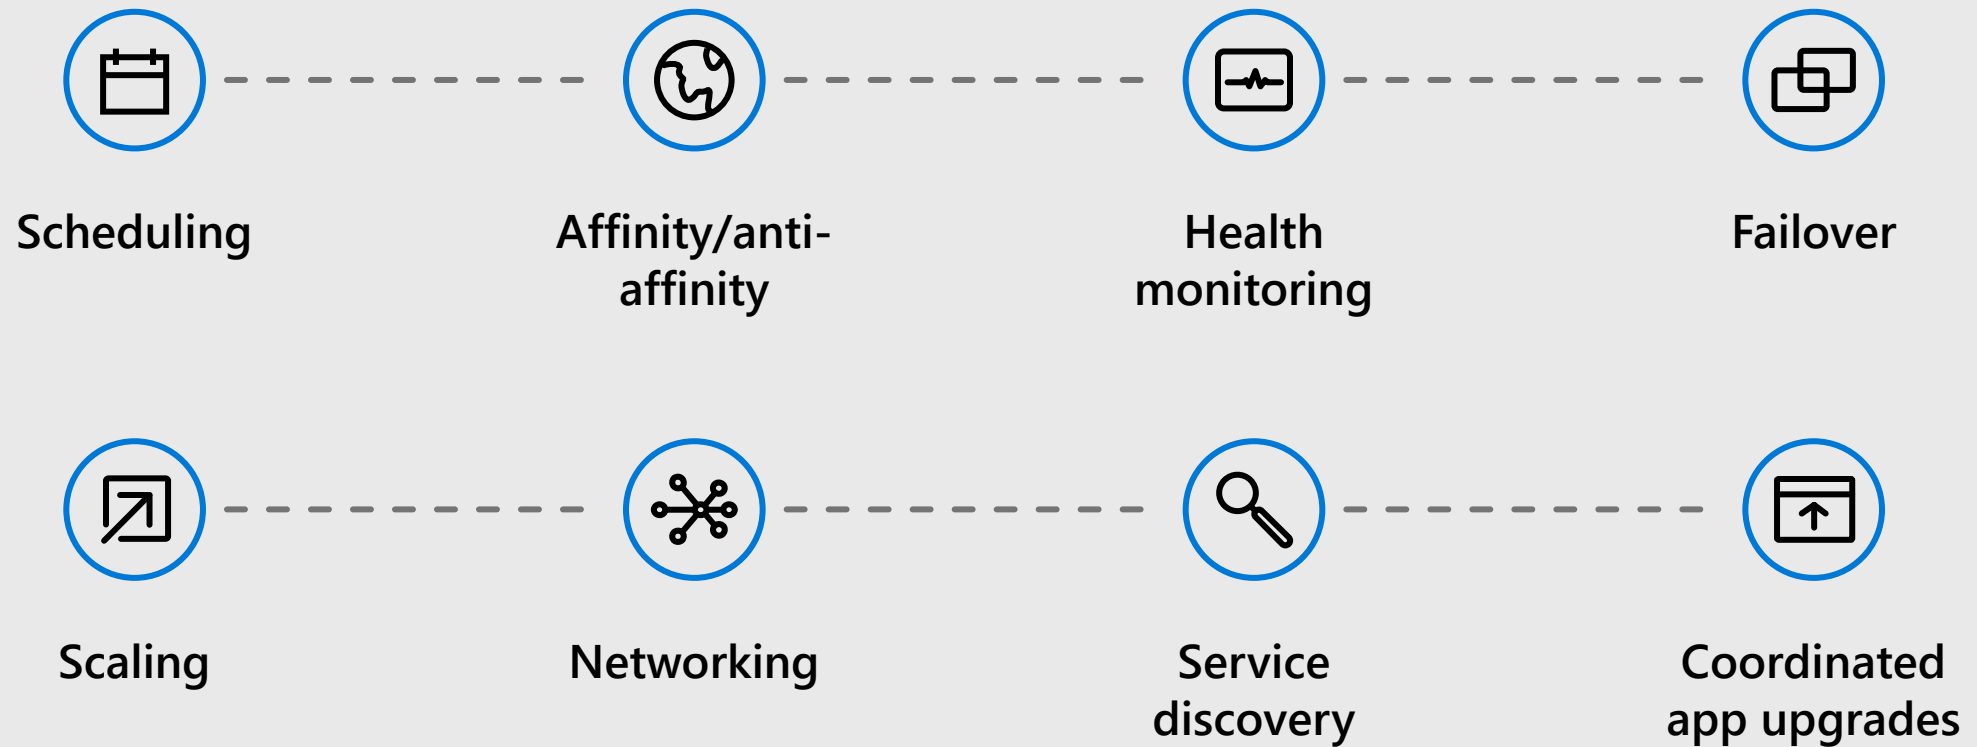 Scheduling
Affinity/anti-
affinity
Health
monitoring
Failover
Scaling
Networking
Service
discovery
Coordinated
app upgrades